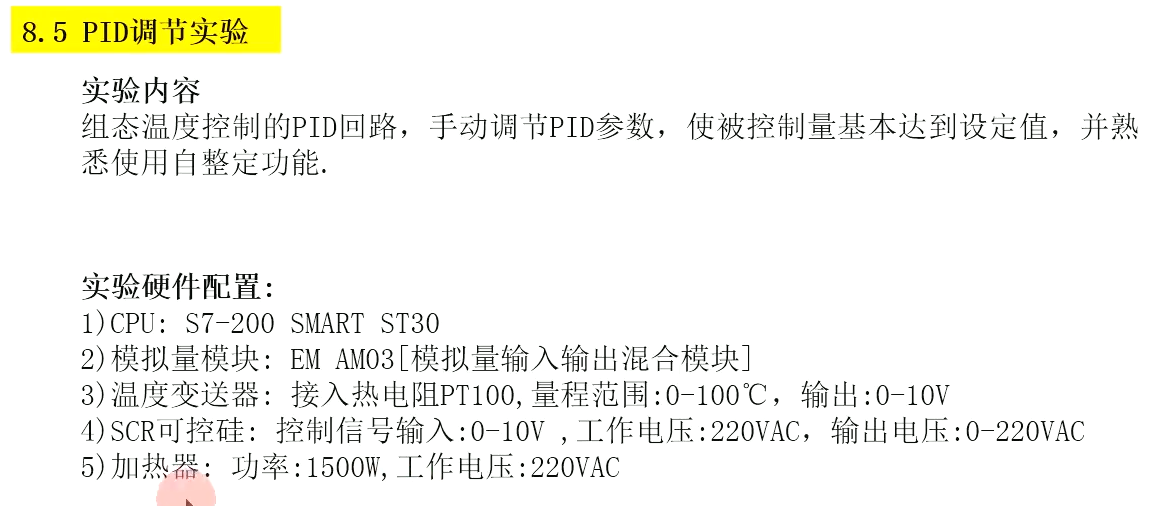 8.5 PID调节实验
实验内容
组态温度控制的PID回路，手动调节PID参数，使被控制量基本达到设定值，并熟
悉使用自整定功能.
实验硬件配置:
1)CPU: S7-200 SMART ST30
2)模拟量模块: EM AM03[模拟量输入输出混合模块]
3)温度变送器: 接入热电阻PT100,量程范围:0-100℃，输出:0-10V
4)SCR可控硅: 控制信号输入:0-10V ,工作电压:220VAC，输出电压:0-220VAC
5)加热器: 功率:1500W,工作电压:220VAC